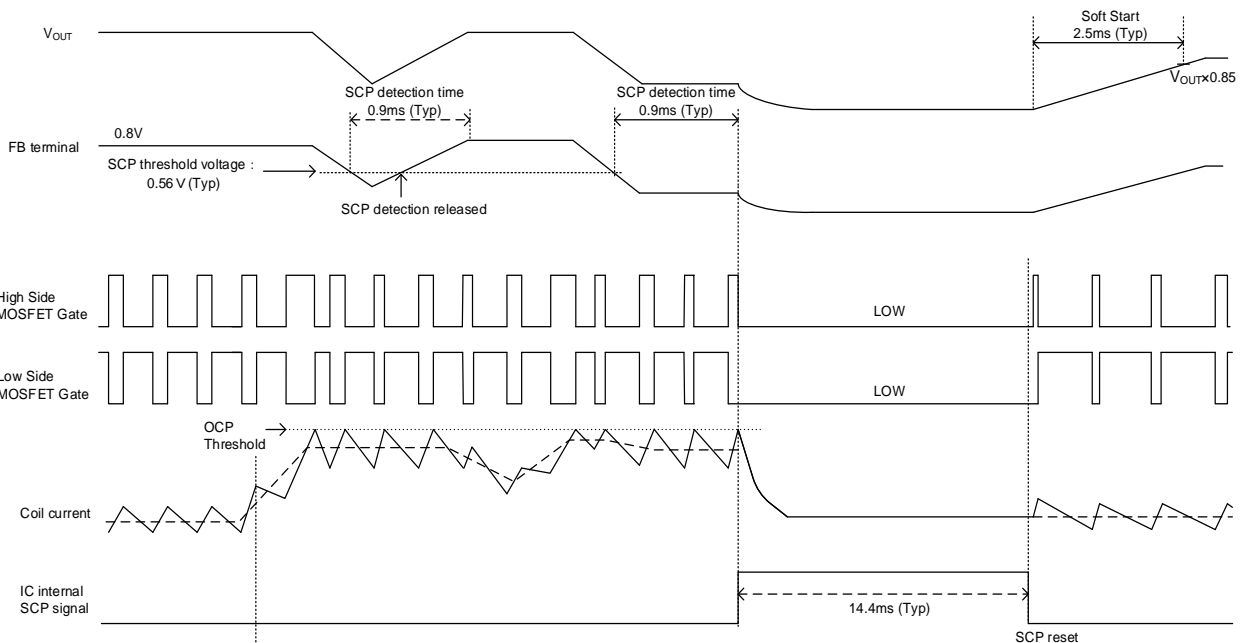 Soft Start
2.5ms (Typ)
VOUT
VOUT×0.85
SCP detection time
0.9ms (Typ)
SCP detection time
0.9ms (Typ)
0.8V
FB terminal
SCP threshold voltage :
0.56 V (Typ)
SCP detection released
High Side
MOSFET Gate
LOW
Low Side
MOSFET Gate
LOW
OCP
Threshold
Coil current
IC internal
SCP signal
14.4ms (Typ)
SCP reset